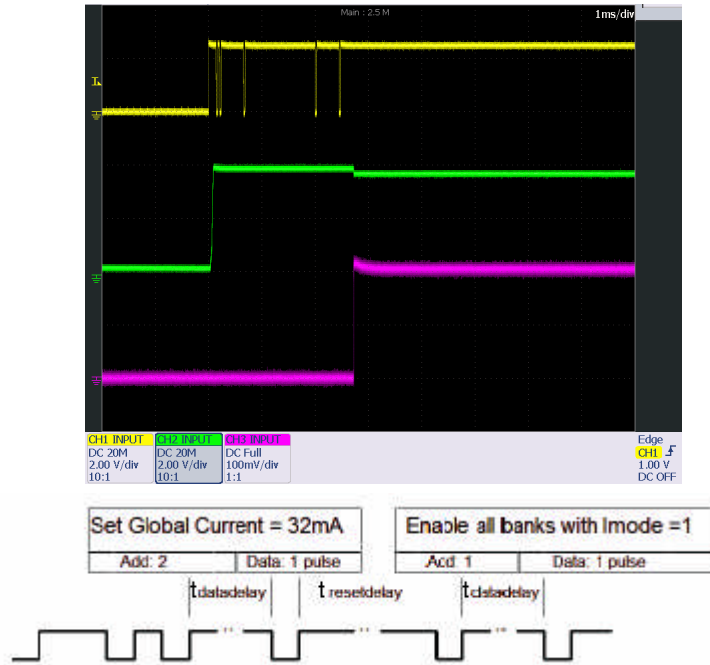 Main : 2.5 M
1ms/div
CH1 INPUT
DC 20M
2.00 V/div
10:1
CH2 INPUT
DC 20M
2.00 V/div
10:1
CH3 INPUT
DC Full
100mV/div
1:1
Edge
CH1
1.00 V
DC OFF
Set Global Current = 32mA
Add: 2
Data: 1 pulse
Enable all banks with Imode =1
Add: 1
Data: 1 pulse
tdatadelay
tresetdelay
tdatadelay